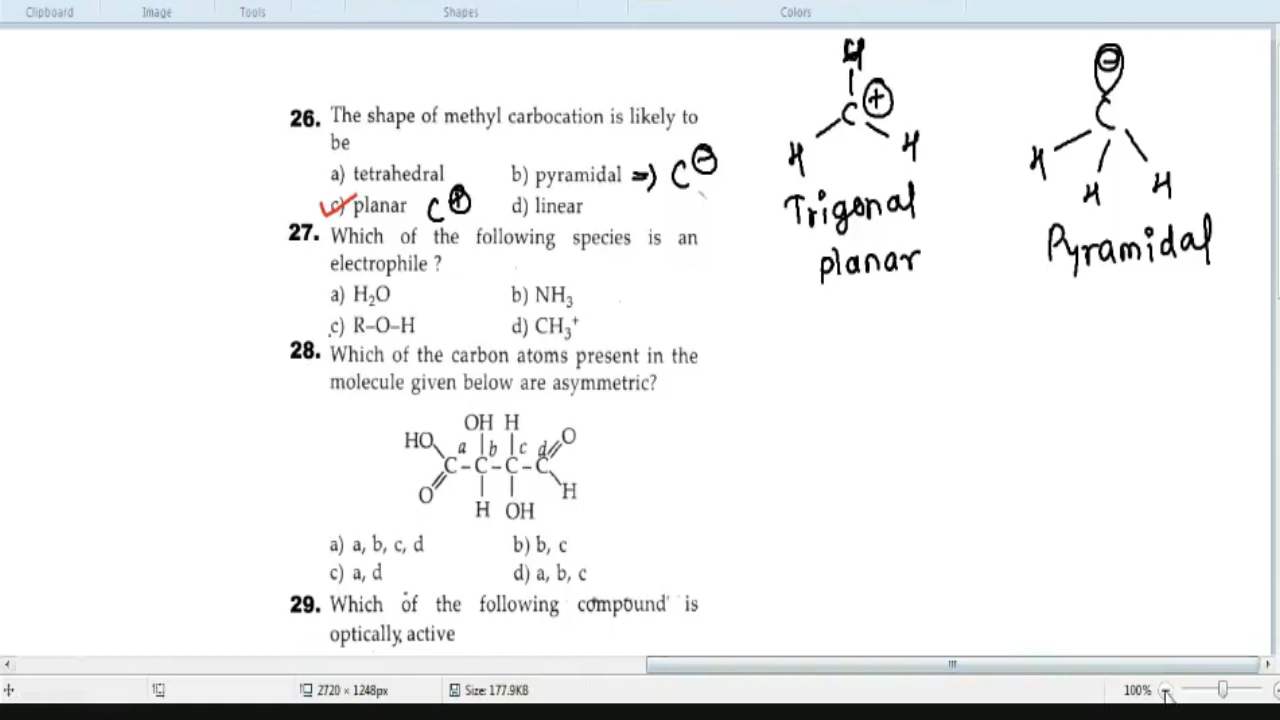 Clipboard Image Tools Shapes Colors
26. The shape of methyl carbocation is likely to
be
a) tetrahedral b) pyramidal => C⊖
c) planar C⊕ d) linear
27. Which of the following species is an
electrophile ?
a) H₂O b) NH₃
c) R–O–H d) CH₃⁺
28. Which of the carbon atoms present in the
molecule given below are asymmetric?
OH H
HO a b c d O
C–C–C–C
O H
H OH
a) a, b, c, d b) b, c
c) a, d d) a, b, c
29. Which of the following compound is
optically active
H
C ⊕
H H
Trigonal
planar
⊖
C
H H H
Pyramidal
2720 × 1248px Size: 177.9KB 100%